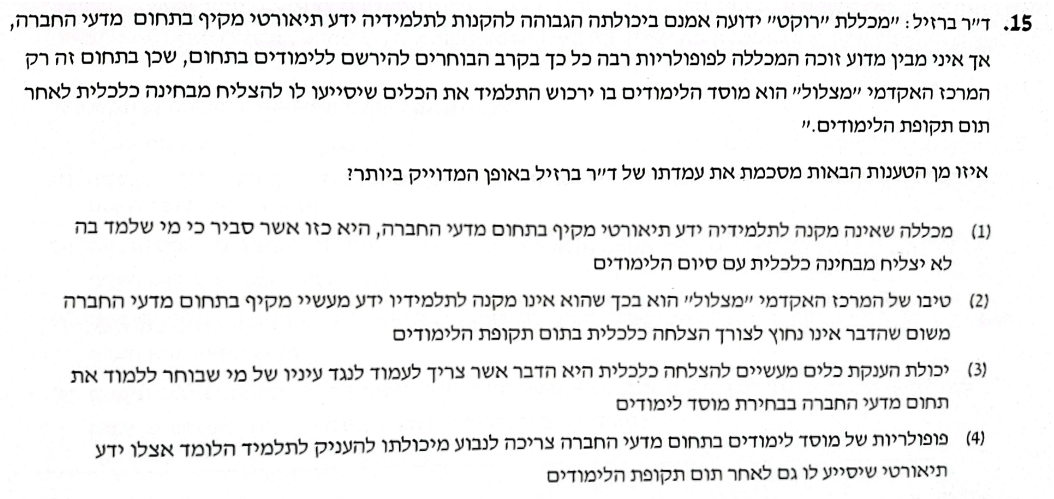 15. ד״ר ברזיל: ״מכללת ״רוקט״ ידועה אמנם ביכולתה הגבוהה להקנות לתלמידיה ידע תיאורטי מקיף בתחום מדעי החברה,
אך איני מבין מדוע זוכה המכללה לפופולריות רבה כל כך בקרב הבוחרים להירשם ללימודים בתחום, שכן בתחום זה רק
המרכז האקדמי ״מצלול״ הוא מוסד הלימודים בו ירכוש התלמיד את הכלים שיסייעו לו להצליח מבחינה כלכלית לאחר
תום תקופת הלימודים.״
איזו מן הטענות הבאות מסכמת את עמדתו של ד״ר ברזיל באופן המדוייק ביותר?
(1) מכללה שאינה מקנה לתלמידיה ידע תיאורטי מקיף בתחום מדעי החברה, היא כזו אשר סביר כי מי שלמד בה
לא יצליח מבחינה כלכלית עם סיום הלימודים
(2) טיבו של המרכז האקדמי ״מצלול״ הוא בכך שהוא אינו מקנה לתלמידיו ידע מעשיי מקיף בתחום מדעי החברה
משום שהדבר אינו נחוץ לצורך הצלחה כלכלית בתום תקופת הלימודים
(3) יכולת הענקת כלים מעשיים להצלחה כלכלית היא הדבר אשר צריך לעמוד לנגד עיניו של מי שבוחר ללמוד את
תחום מדעי החברה בבחירת מוסד לימודים
(4) פופולריות של מוסד לימודים בתחום מדעי החברה צריכה לנבוע מיכולתו להעניק לתלמיד הלומד אצלו ידע
תיאורטי שיסייע לו גם לאחר תום תקופת הלימודים